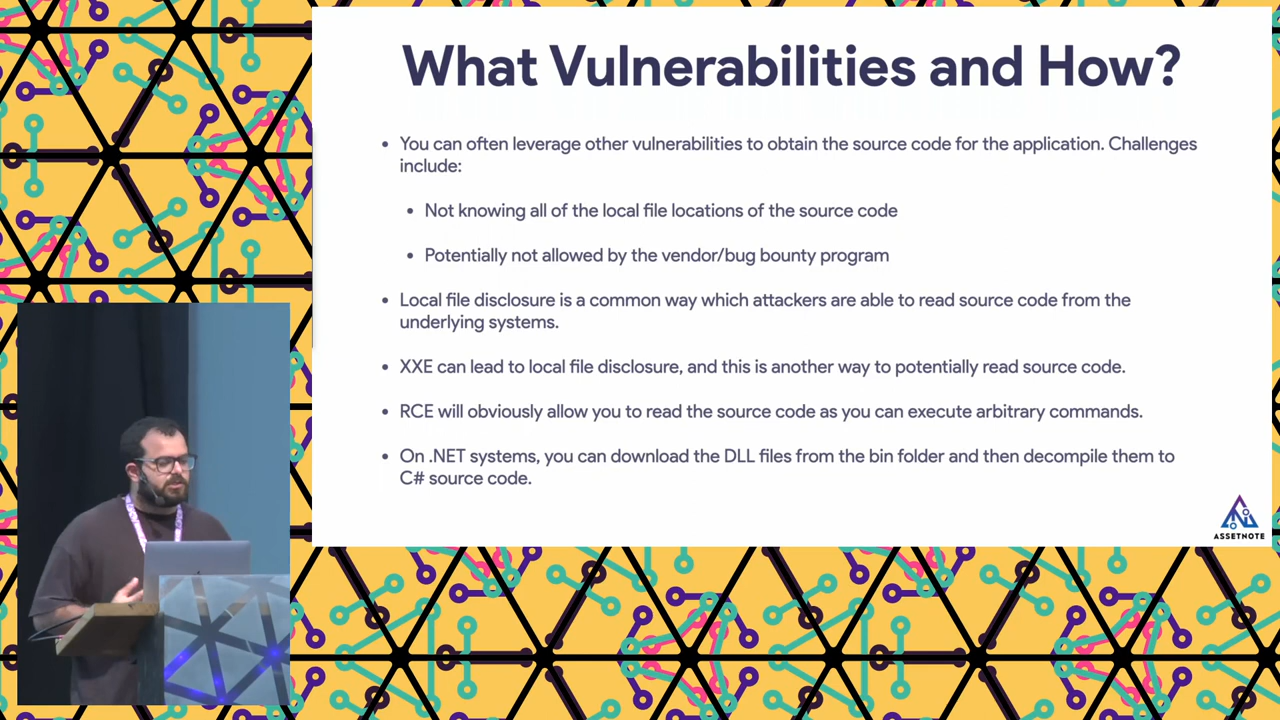 What Vulnerabilities and How?
• You can often leverage other vulnerabilities to obtain the source code for the application. Challenges
include:
• Not knowing all of the local file locations of the source code
• Potentially not allowed by the vendor/bug bounty program
• Local file disclosure is a common way which attackers are able to read source code from the
underlying systems.
• XXE can lead to local file disclosure, and this is another way to potentially read source code.
• RCE will obviously allow you to read the source code as you can execute arbitrary commands.
• On .NET systems, you can download the DLL files from the bin folder and then decompile them to
C# source code.
ASSETNOTE